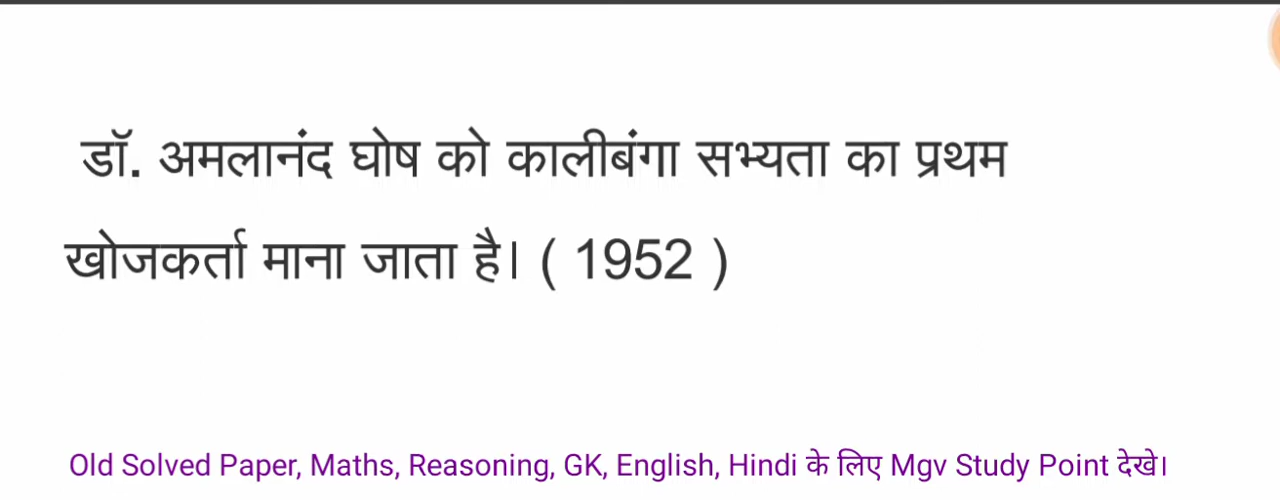 डॉ. अमलानंद घोष को कालीबंगा सभ्यता का प्रथम
खोजकर्ता माना जाता है। ( 1952 )
Old Solved Paper, Maths, Reasoning, GK, English, Hindi के लिए Mgv Study Point देखे।